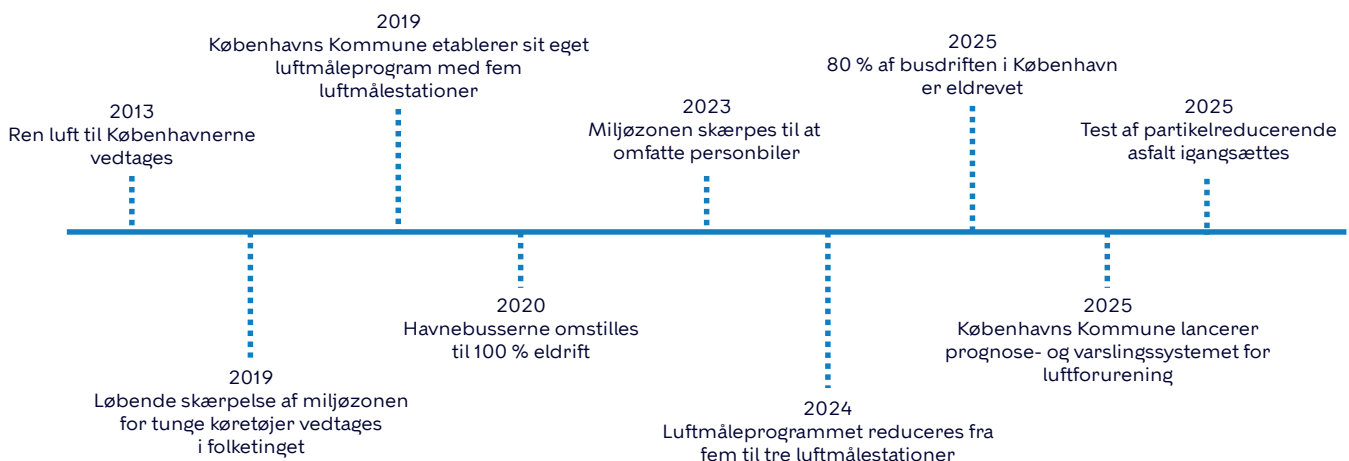 2013
Ren luft til Københavnerne
vedtages
2019
Løbende skærpelse af miljøzonen
for tunge køretøjer vedtages
i folketinget
2019
Københavns Kommune etablerer sit eget
luftmåleprogram med fem
luftmålestationer
2020
Havnebusserne omstilles
til 100 % eldrift
2023
Miljøzonen skærpes til at
omfatte personbiler
2024
Luftmåleprogrammet reduceres fra
fem til tre luftmålestationer
2025
80 % af busdriften i København
er eldrevet
2025
Københavns Kommune lancerer
prognose- og varslingssystemet for
luftforurening
2025
Test af partikelreducerende
asfalt igangsættes